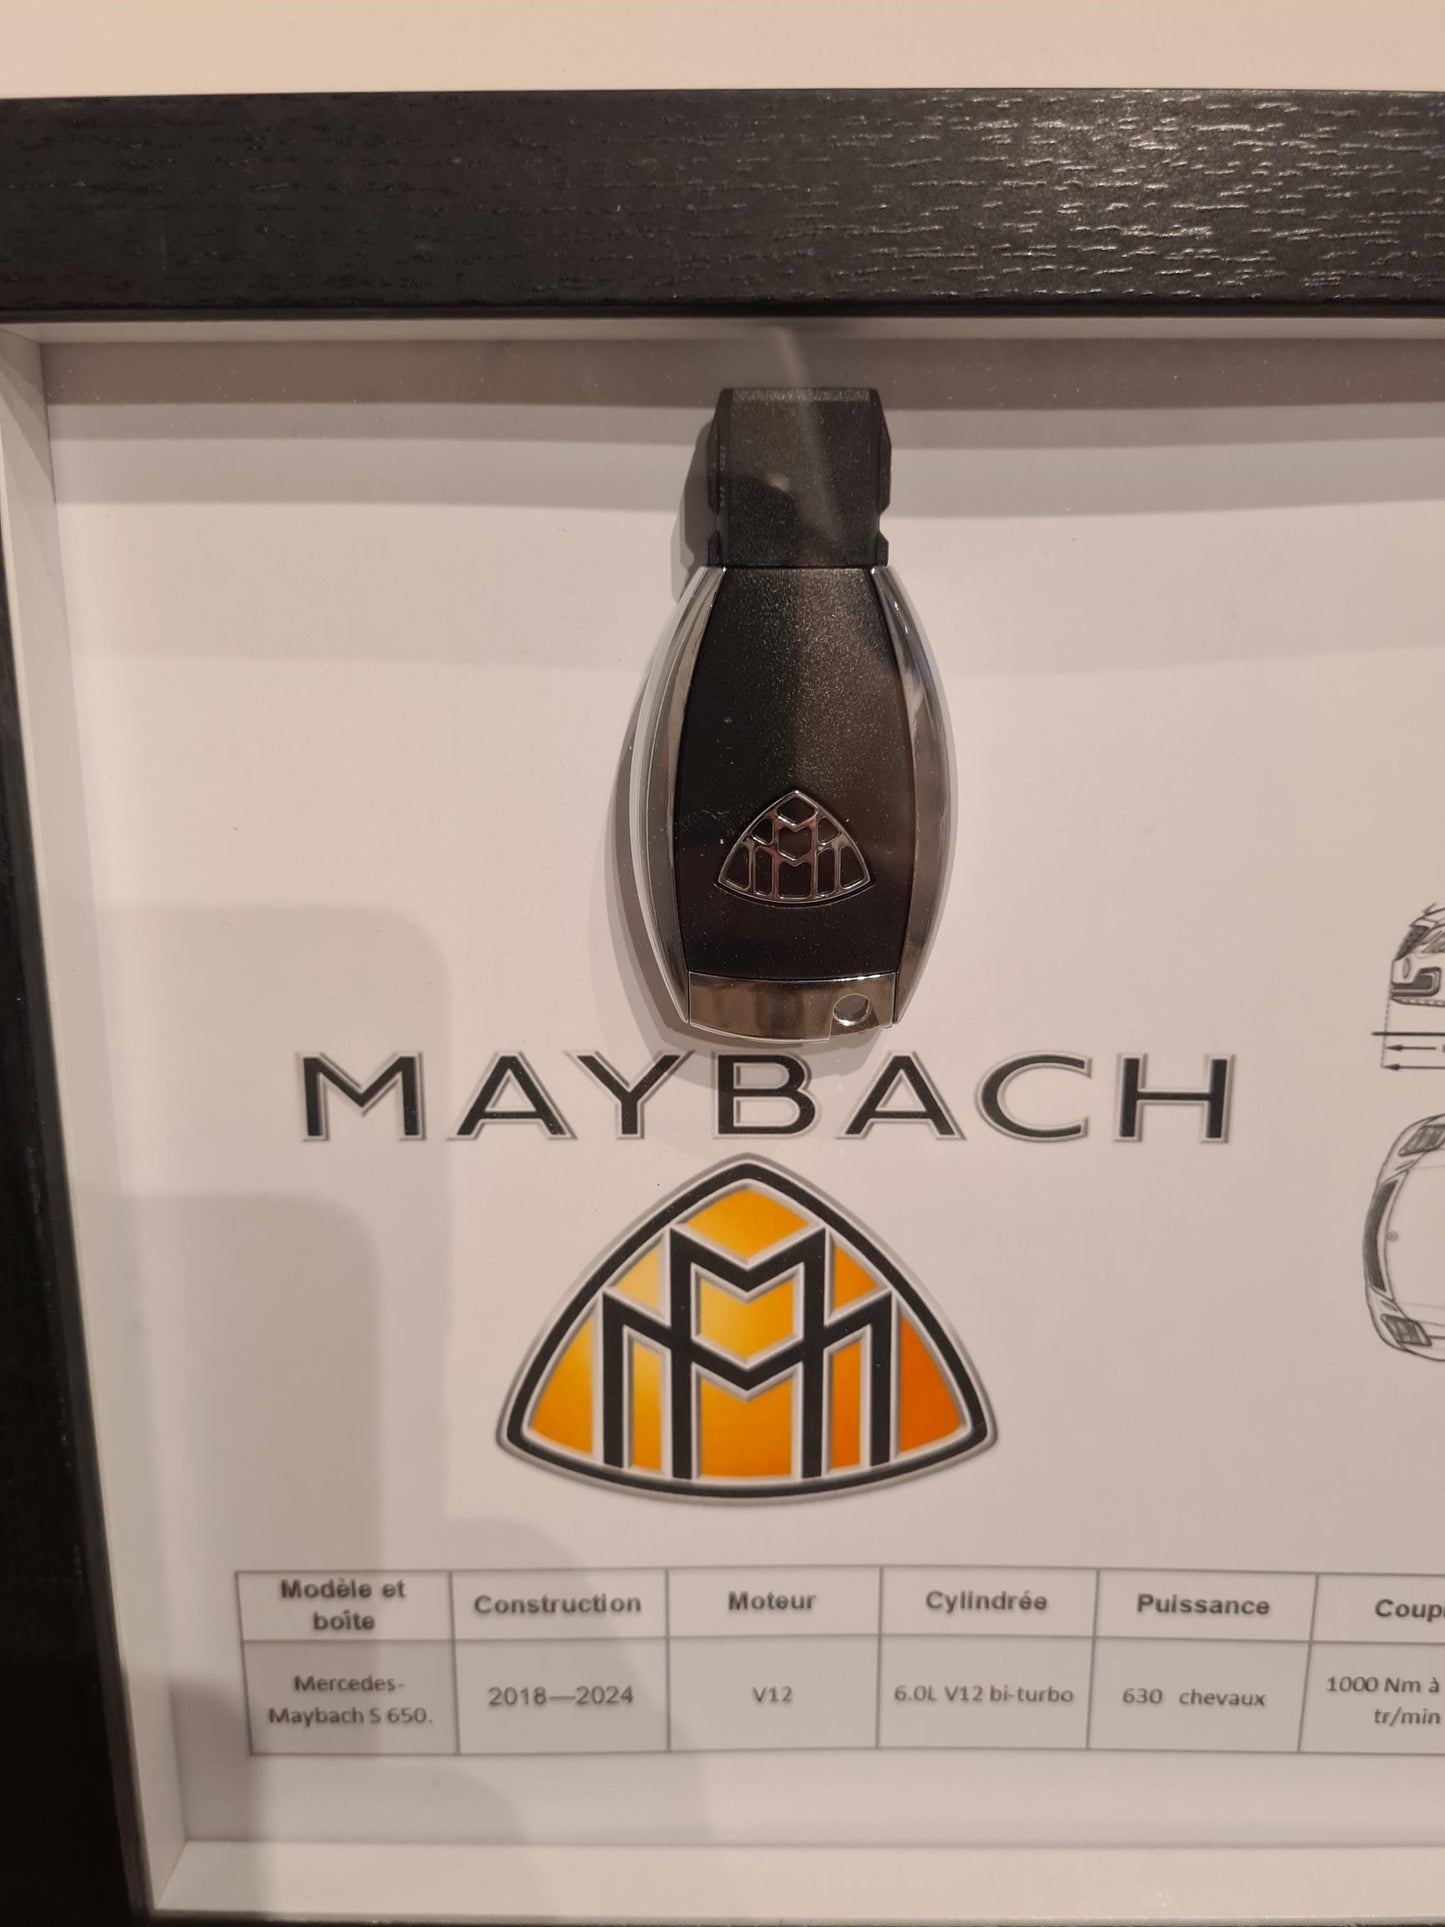 MAYBACH
Modèle et
boîte
Construction
Moteur
Cylindrée
Puissance
Mercedes-
Maybach S 650.
2018—2024
V12
6.0L V12 bi-turbo
630 chevaux
1000 Nm à
tr/min